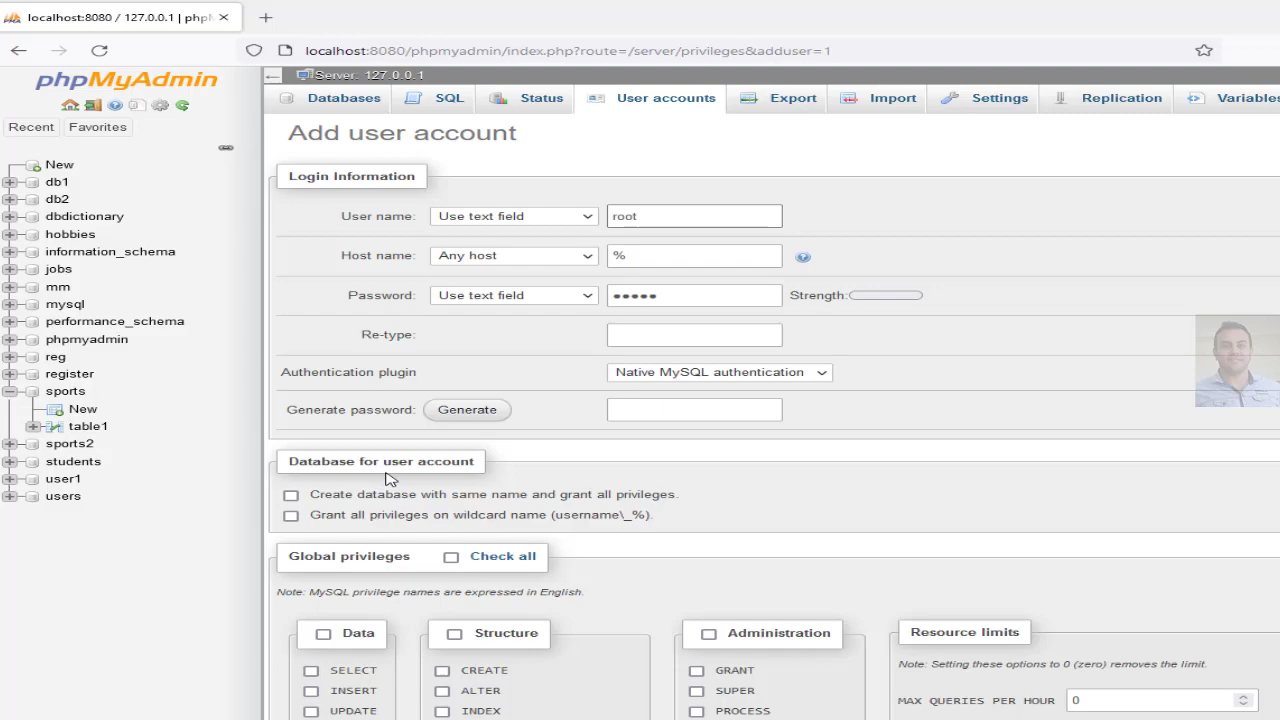 localhost:8080 / 127.0.0.1 | phpM
localhost:8080/phpmyadmin/index.php?route=/server/privileges&adduser=1
phpMyAdmin
Recent Favorites
New
db1
db2
dbdictionary
hobbies
information_schema
jobs
mm
mysql
performance_schema
phpmyadmin
reg
register
sports
New
table1
sports2
students
user1
users
Server: 127.0.0.1
Databases SQL Status User accounts Export Import Settings Replication Variables
Add user account
Login Information
User name: Use text field root
Host name: Any host %
Password: Use text field ●●●●● Strength:
Re-type:
Authentication plugin Native MySQL authentication
Generate password: Generate
Database for user account
Create database with same name and grant all privileges.
Grant all privileges on wildcard name (username\_%).
Global privileges Check all
Note: MySQL privilege names are expressed in English.
Data Structure Administration Resource limits
SELECT CREATE GRANT Note: Setting these options to 0 (zero) removes the limit.
INSERT ALTER SUPER MAX QUERIES PER HOUR 0
UPDATE INDEX PROCESS